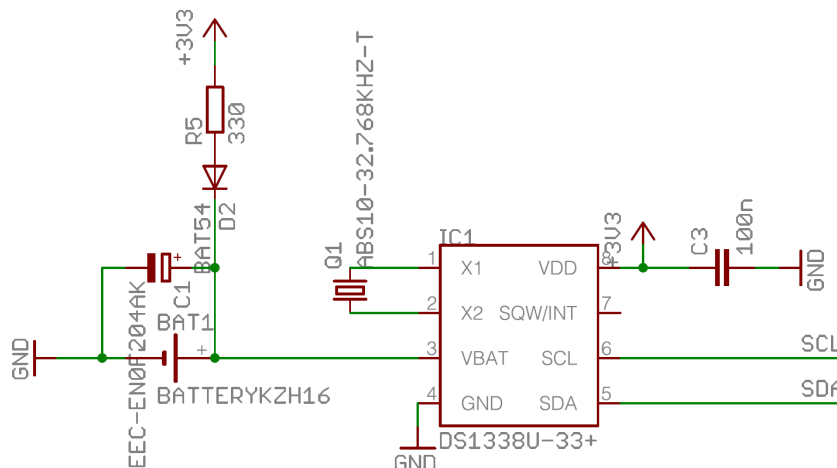 +3V3
R5
330
BAT54
D2
C1
EEC-EN0F204AK
+
BAT1
+
BATTERYKZH16
GND
Q1
ABS10-32.768KHZ-T
IC1
1
X1
2
X2
3
VBAT
4
GND
VDD
8
SQW/INT
7
SCL
6
SDA
5
DS1338U-33+
GND
+3V3
C3
100n
GND
SCL
SDA